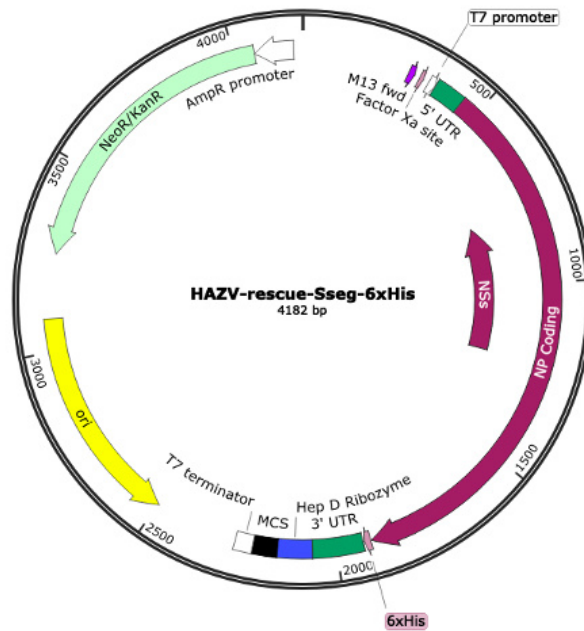 4000
T7 promoter
AmpR promoter
M13 fwd
Factor Xa site
5' UTR
500
NeoR/KanR
3500
NSs
1000
HAZV-rescue-Sseg-6xHis
4182 bp
NP Coding
3000
ori
1500
T7 terminator
Hep D Ribozyme
MCS
3' UTR
2500
2000
6xHis